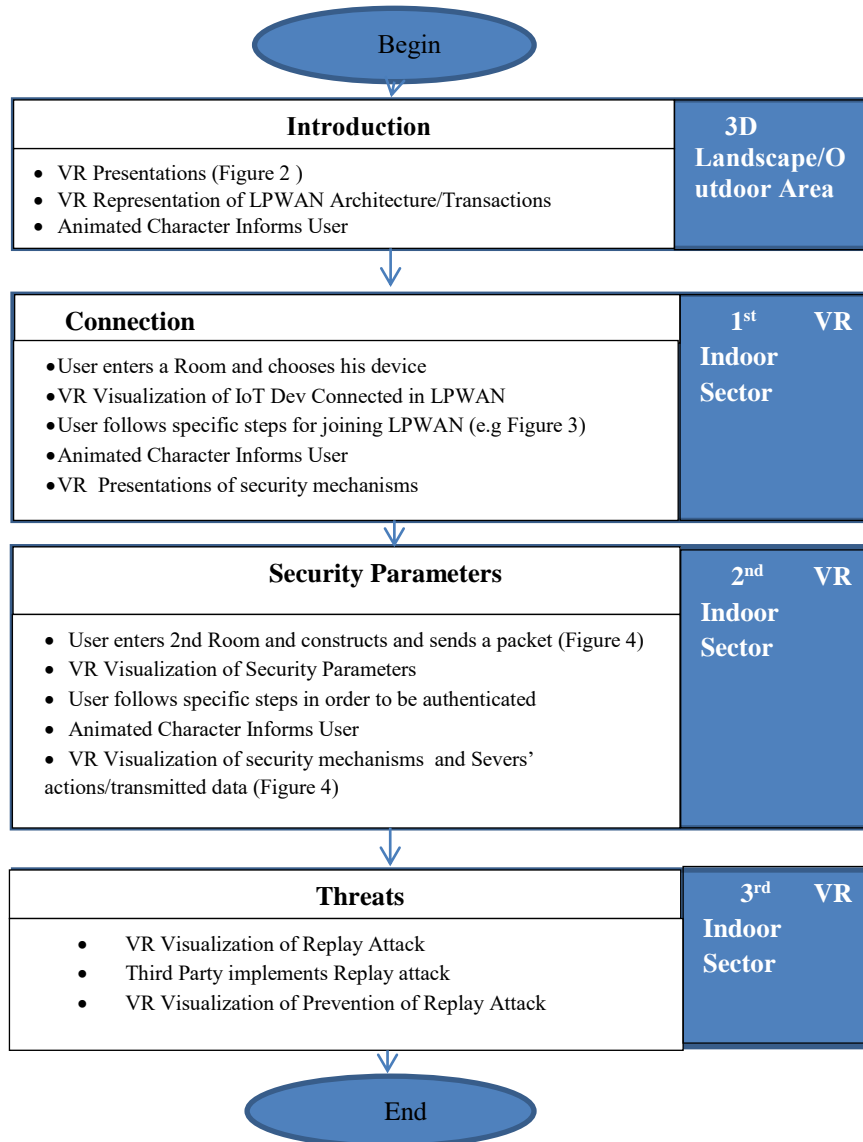 Begin
Introduction
• VR Presentations (Figure 2 )
• VR Representation of LPWAN Architecture/Transactions
• Animated Character Informs User
3D
Landscape/O
utdoor Area
Connection
•User enters a Room and chooses his device
•VR Visualization of IoT Dev Connected in LPWAN
•User follows specific steps for joining LPWAN (e.g Figure 3)
•Animated Character Informs User
•VR Presentations of security mechanisms
1st VR
Indoor
Sector
Security Parameters
• User enters 2nd Room and constructs and sends a packet (Figure 4)
• VR Visualization of Security Parameters
• User follows specific steps in order to be authenticated
• Animated Character Informs User
• VR Visualization of security mechanisms and Severs'
actions/transmitted data (Figure 4)
2nd VR
Indoor
Sector
Threats
• VR Visualization of Replay Attack
• Third Party implements Replay attack
• VR Visualization of Prevention of Replay Attack
3rd VR
Indoor
Sector
End